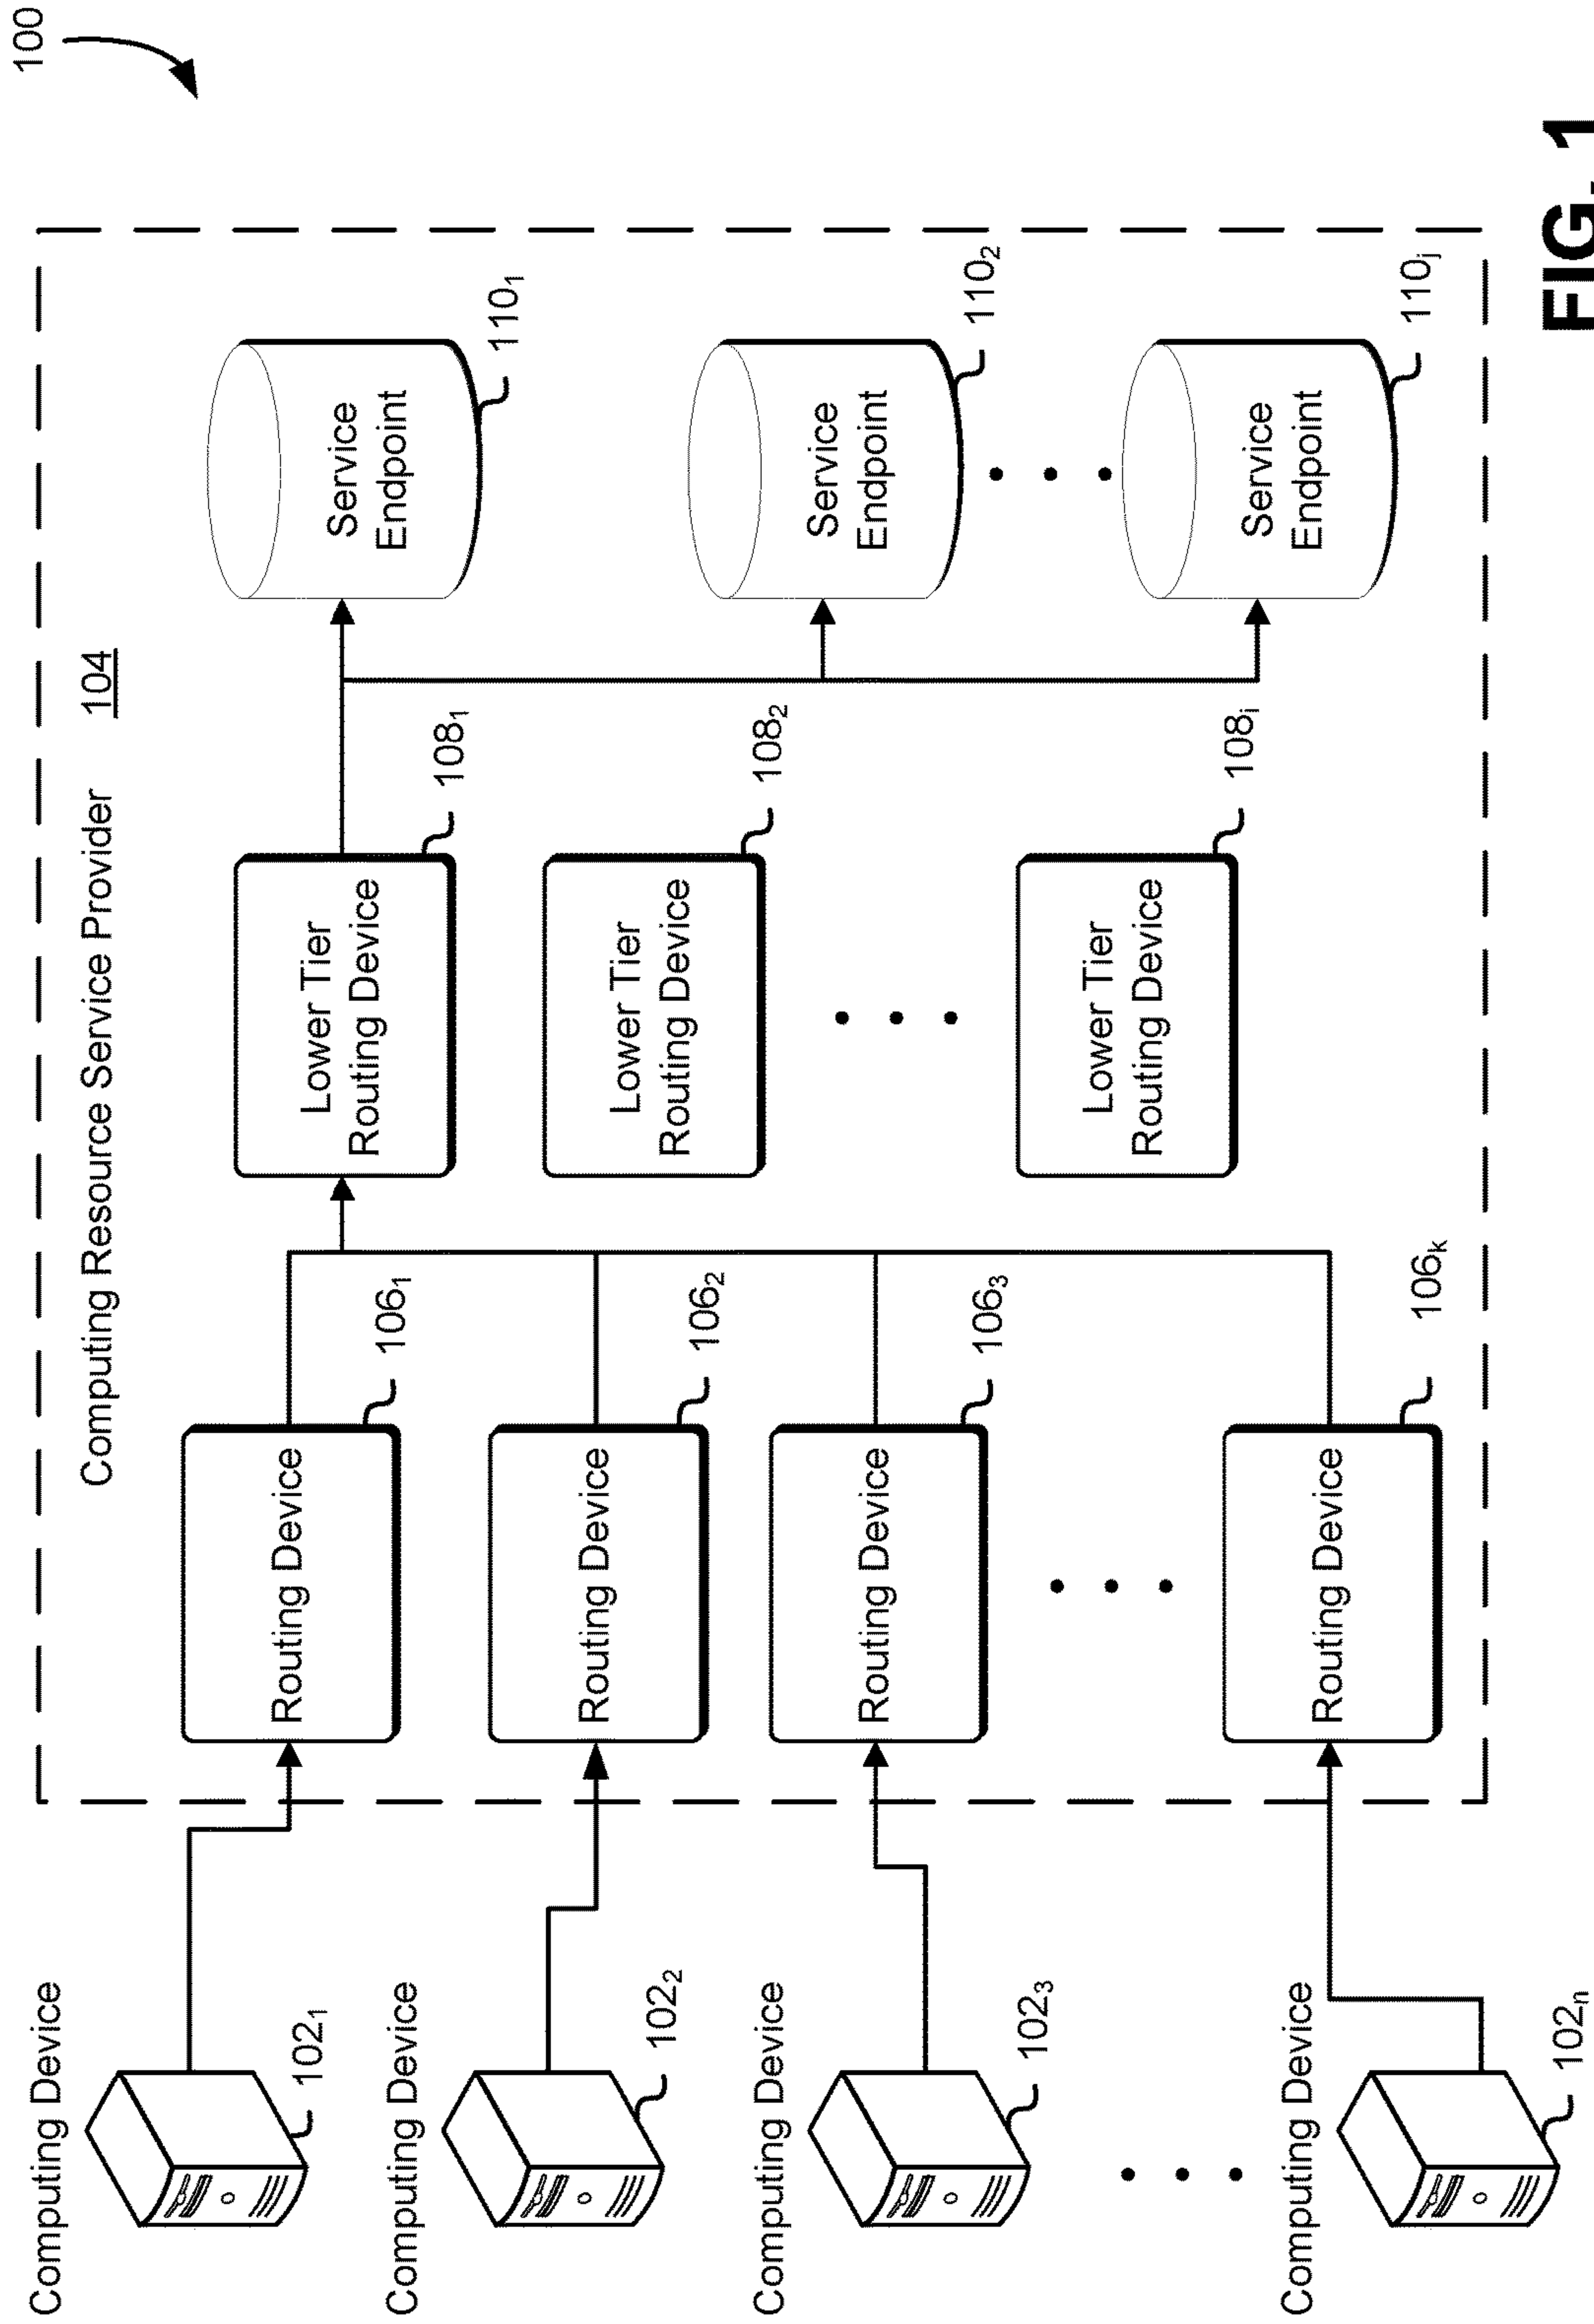 100
Computing Resource Service Provider 104
Computing Device
102₁
Computing Device
102₂
Computing Device
102₃
Computing Device
102ₙ
Routing Device
106₁
Routing Device
106₂
Routing Device
106₃
Routing Device
106ₖ
Lower Tier
Routing Device
108₁
Lower Tier
Routing Device
108₂
Lower Tier
Routing Device
108ᵢ
Service
Endpoint
110₁
Service
Endpoint
110₂
Service
Endpoint
110ⱼ
FIG. 1